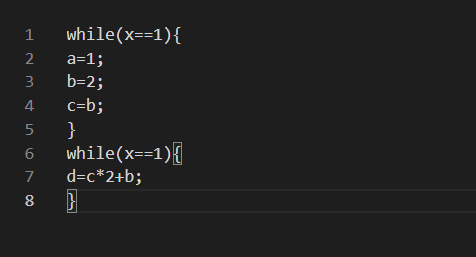 1 while(x==1){
2 a=1;
3 b=2;
4 c=b;
5 }
6 while(x==1){
7 d=c*2+b;
8 }